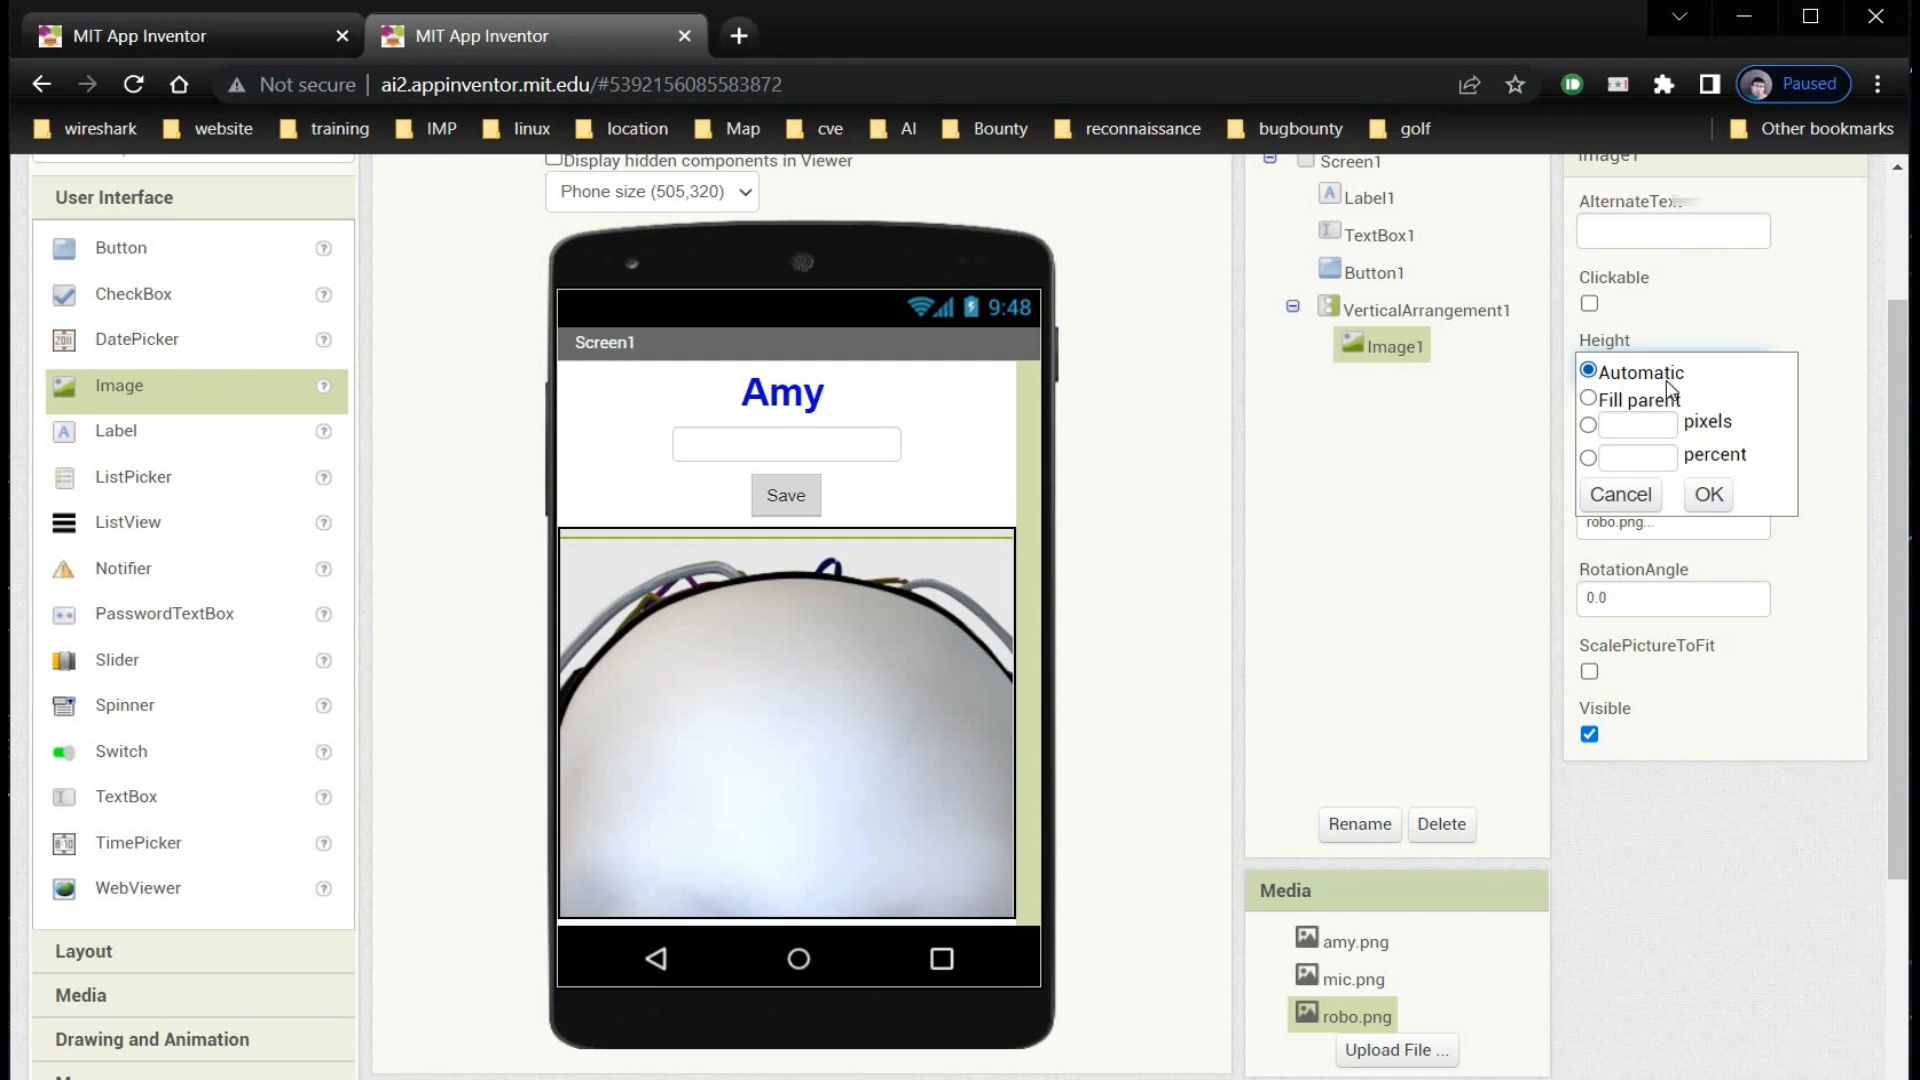 MIT App Inventor
MIT App Inventor
Not secure ai2.appinventor.mit.edu/#5392156085583872
Paused
wireshark website training IMP linux location Map cve AI Bounty reconnaissance bugbounty golf Other bookmarks
Display hidden components in Viewer
Phone size (505,320)
User Interface
Button ?
CheckBox ?
DatePicker ?
Image ?
Label ?
ListPicker ?
ListView ?
Notifier ?
PasswordTextBox ?
Slider ?
Spinner ?
Switch ?
TextBox ?
TimePicker ?
WebViewer ?
Layout
Media
Drawing and Animation
9:48
Screen1
Amy
Save
Screen1
Label1
TextBox1
Button1
VerticalArrangement1
Image1
Rename Delete
Media
amy.png
mic.png
robo.png
Upload File ...
Image1
AlternateText
Clickable
Height
Automatic
Fill parent
pixels
percent
Cancel OK
robo.png...
RotationAngle
0.0
ScalePictureToFit
Visible